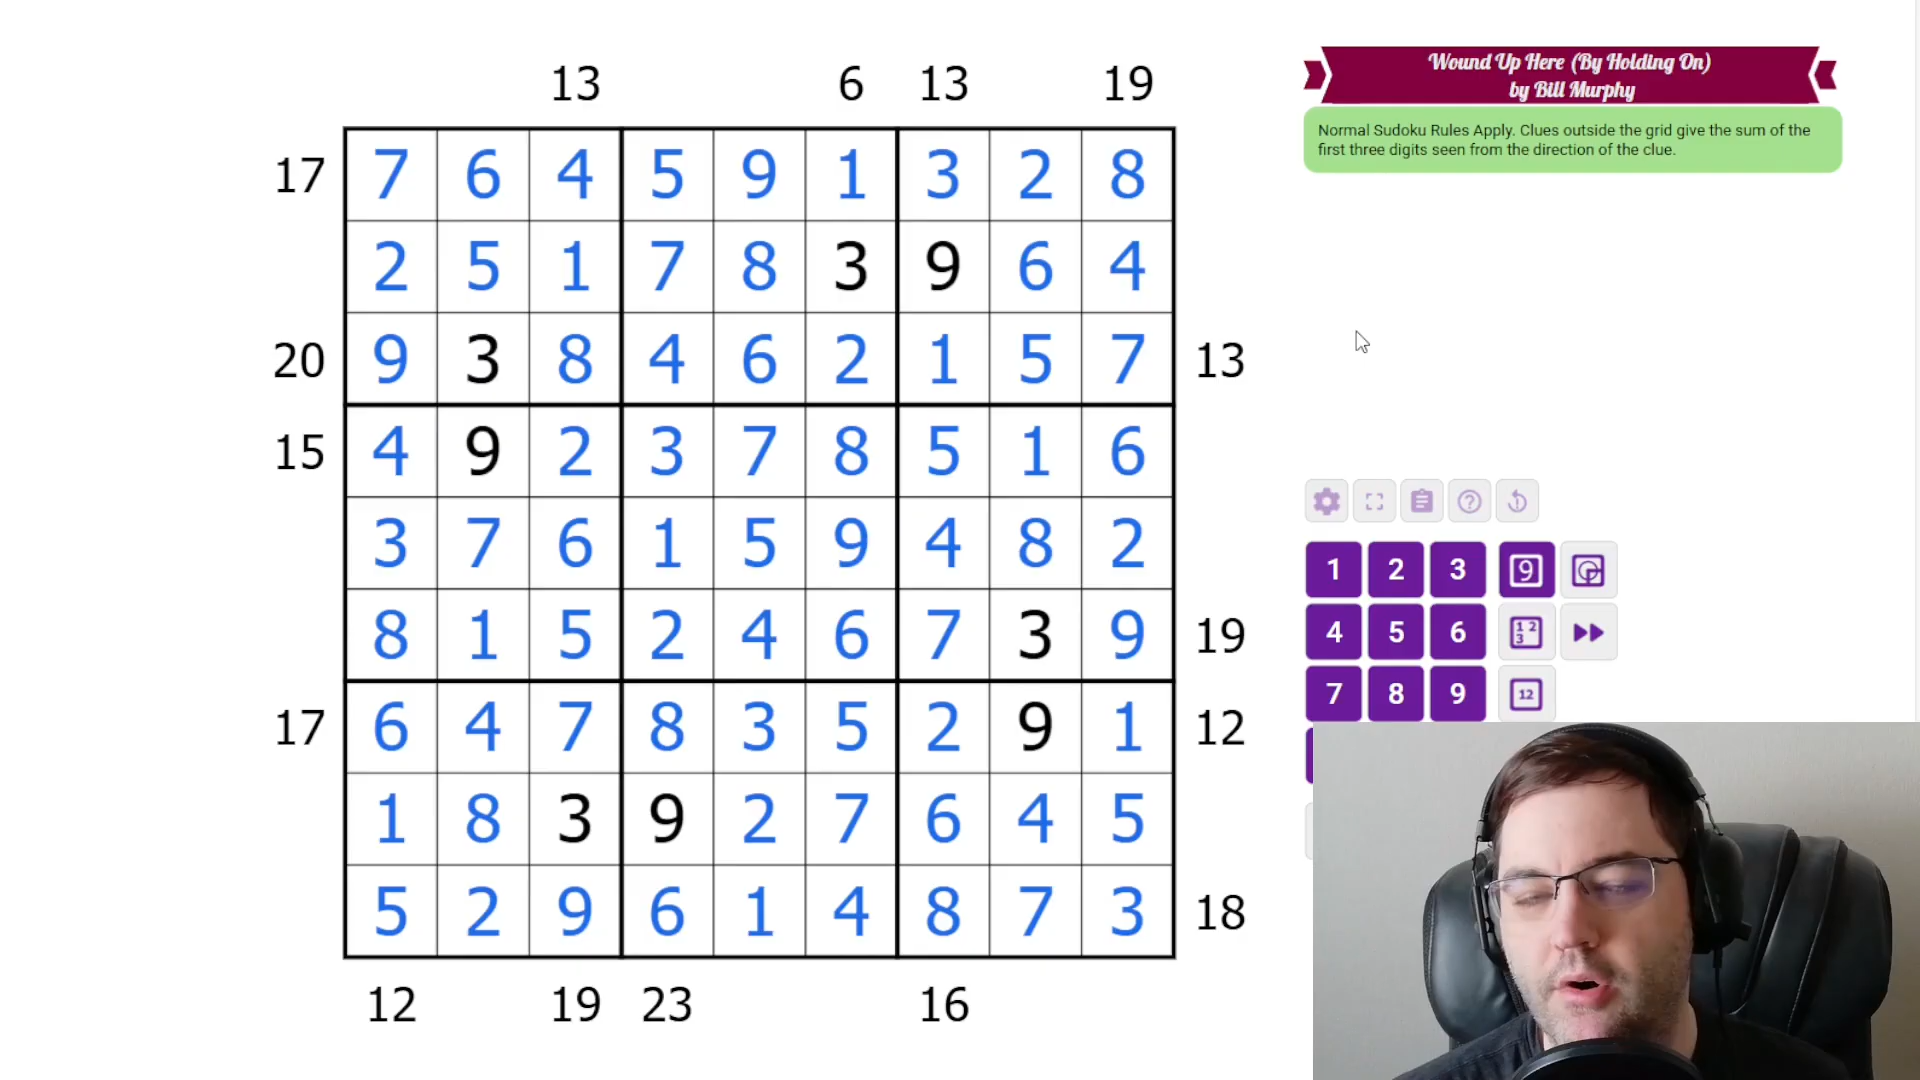 Wound Up Here (By Holding On)
by Bill Murphy
Normal Sudoku Rules Apply. Clues outside the grid give the sum of the
first three digits seen from the direction of the clue.
13 6 13 19
17 7 6 4 5 9 1 3 2 8
2 5 1 7 8 3 9 6 4
20 9 3 8 4 6 2 1 5 7 13
15 4 9 2 3 7 8 5 1 6
3 7 6 1 5 9 4 8 2
8 1 5 2 4 6 7 3 9 19
17 6 4 7 8 3 5 2 9 1 12
1 8 3 9 2 7 6 4 5
5 2 9 6 1 4 8 7 3 18
12 19 23 16
1 2 3 9
4 5 6 1 2 3
7 8 9 12